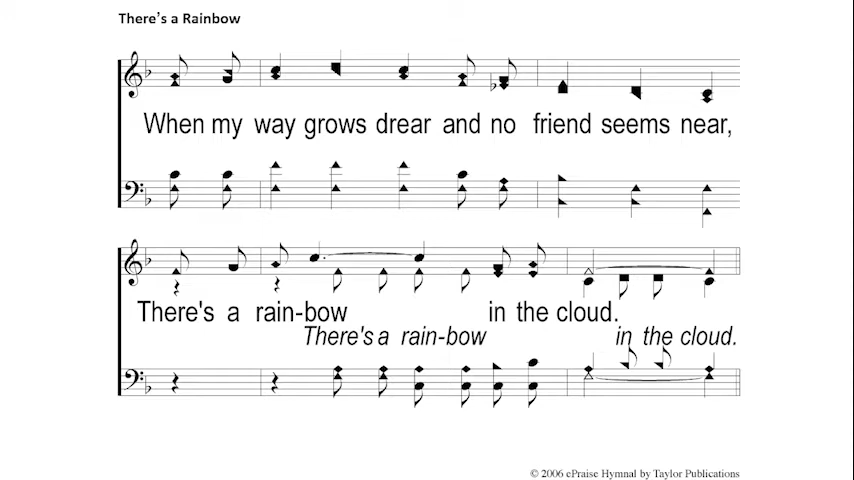 There's a Rainbow
When my way grows drear and no friend seems near,
There's a rain-bow in the cloud.
There's a rain-bow in the cloud.
© 2006 ePraise Hymnal by Taylor Publications